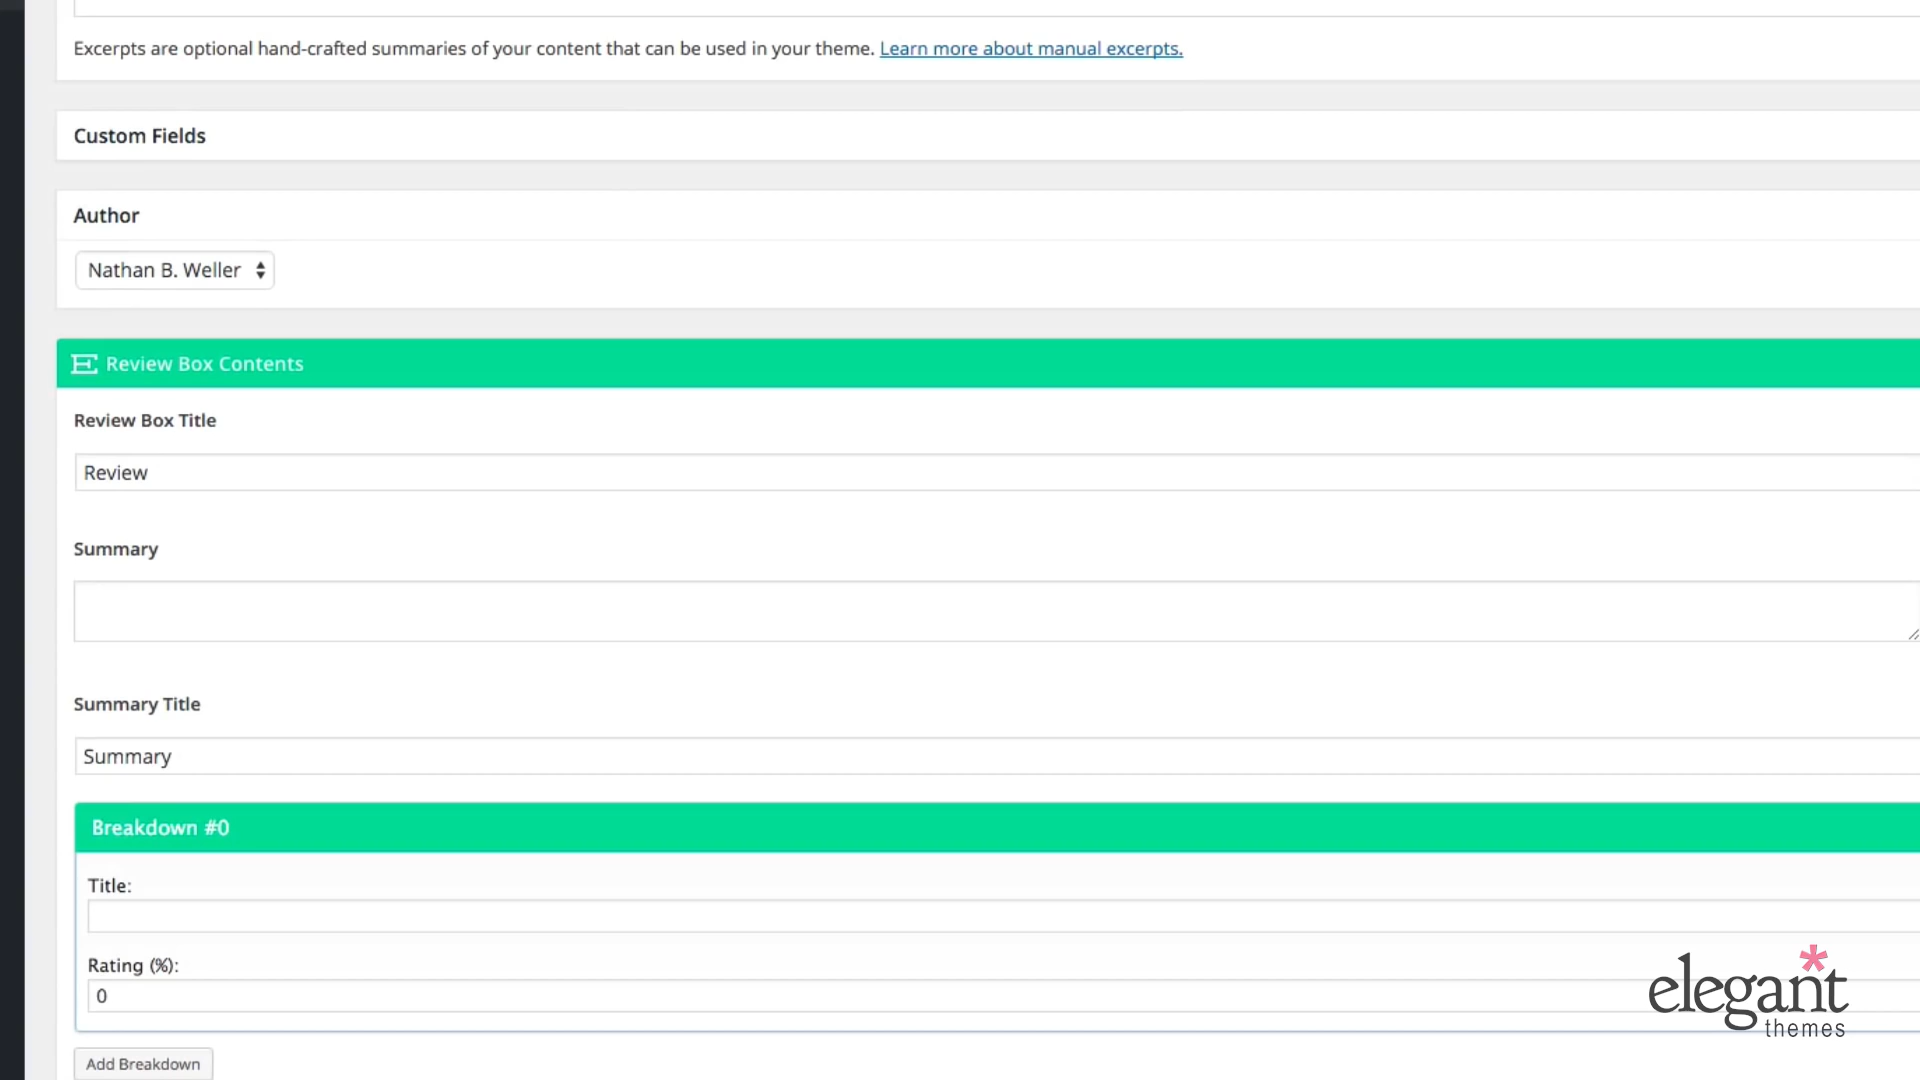 Excerpts are optional hand-crafted summaries of your content that can be used in your theme. Learn more about manual excerpts.
Custom Fields
Author
Nathan B. Weller
Review Box Contents
Review Box Title
Review
Summary
Summary Title
Summary
Breakdown #0
Title:
Rating (%):
0
Add Breakdown
elegant
themes